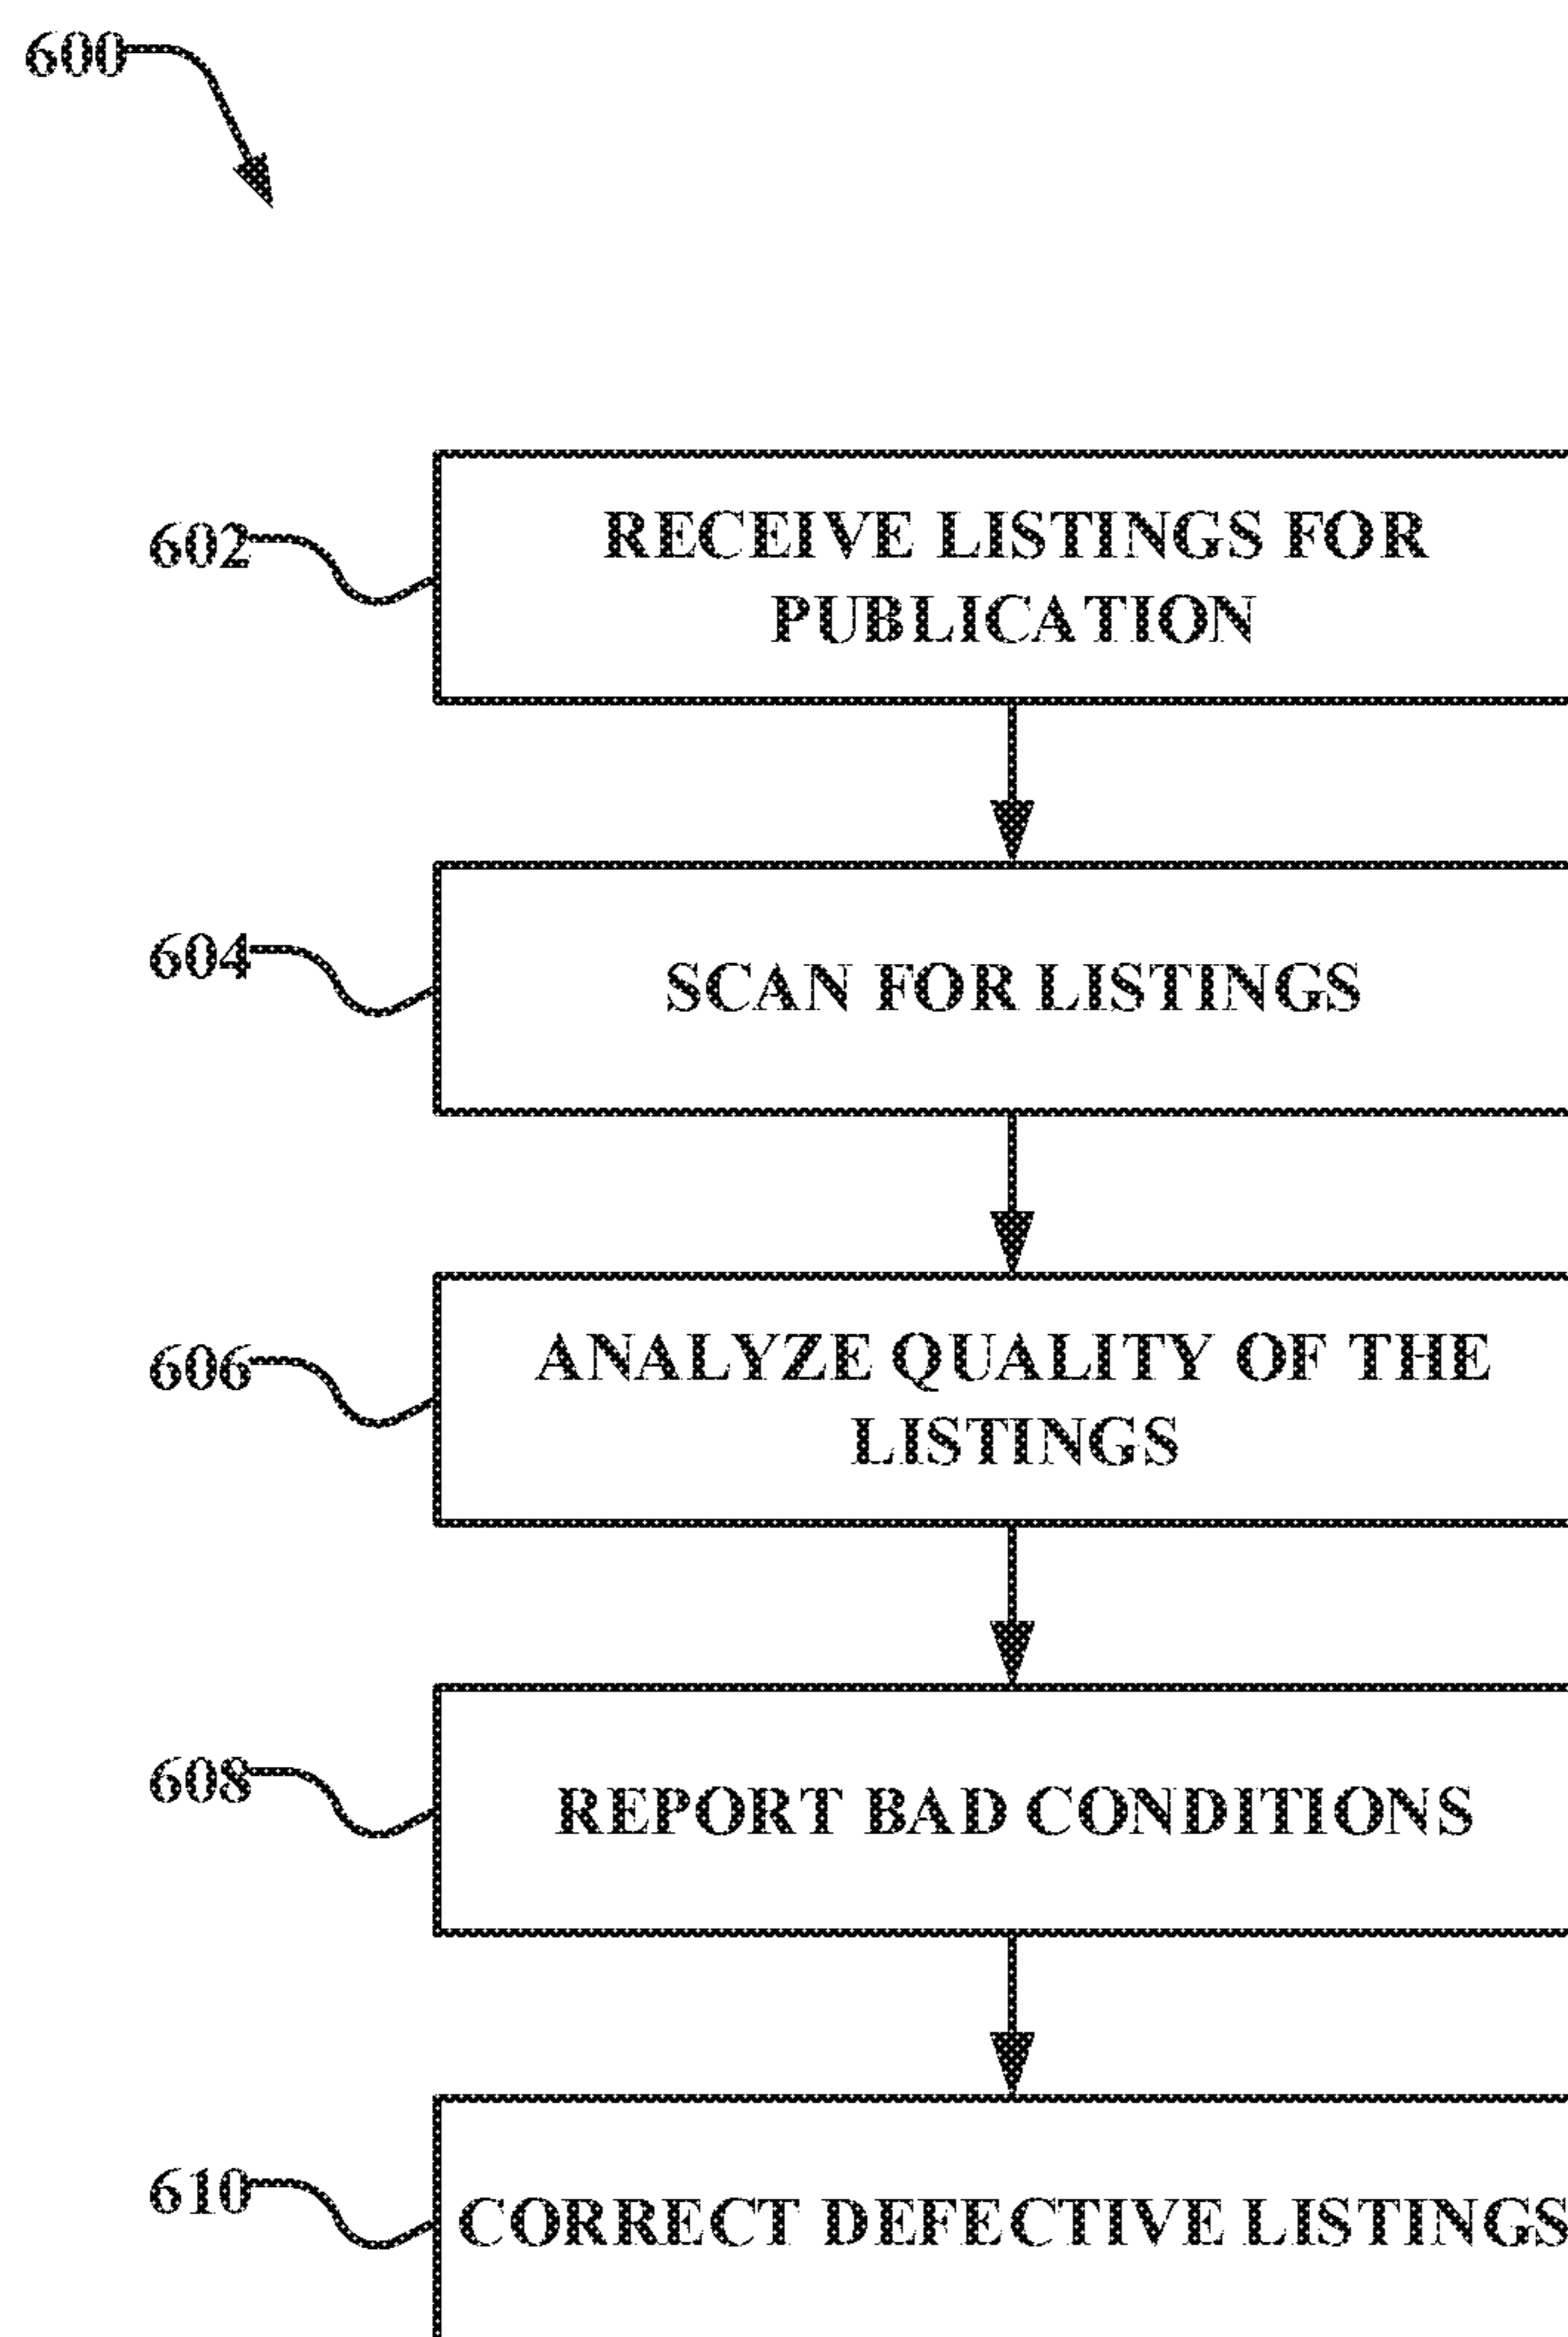 600
602
RECEIVE LISTINGS FOR
PUBLICATION
604
SCAN FOR LISTINGS
606
ANALYZE QUALITY OF THE
LISTINGS
608
REPORT BAD CONDITIONS
610
CORRECT DEFECTIVE LISTINGS